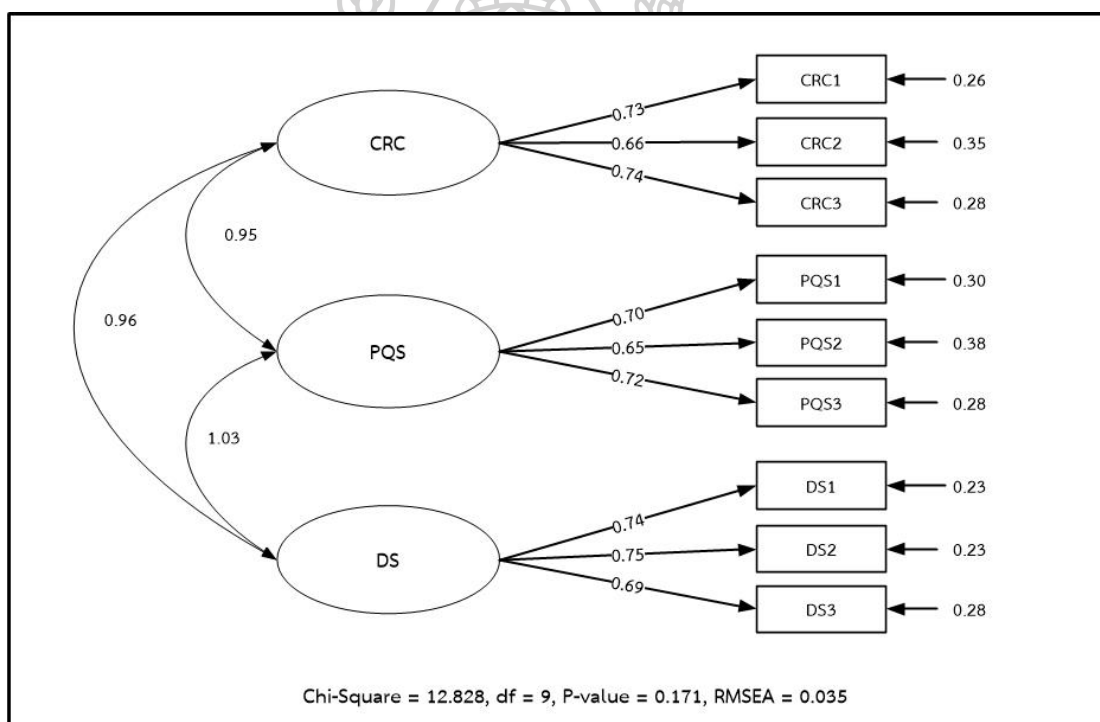 CRC
PQS
DS
0.95
0.96
1.03
0.73
0.66
0.74
0.70
0.65
0.72
0.74
0.75
0.69
CRC1 0.26
CRC2 0.35
CRC3 0.28
PQS1 0.30
PQS2 0.38
PQS3 0.28
DS1 0.23
DS2 0.23
DS3 0.28
Chi-Square = 12.828, df = 9, P-value = 0.171, RMSEA = 0.035